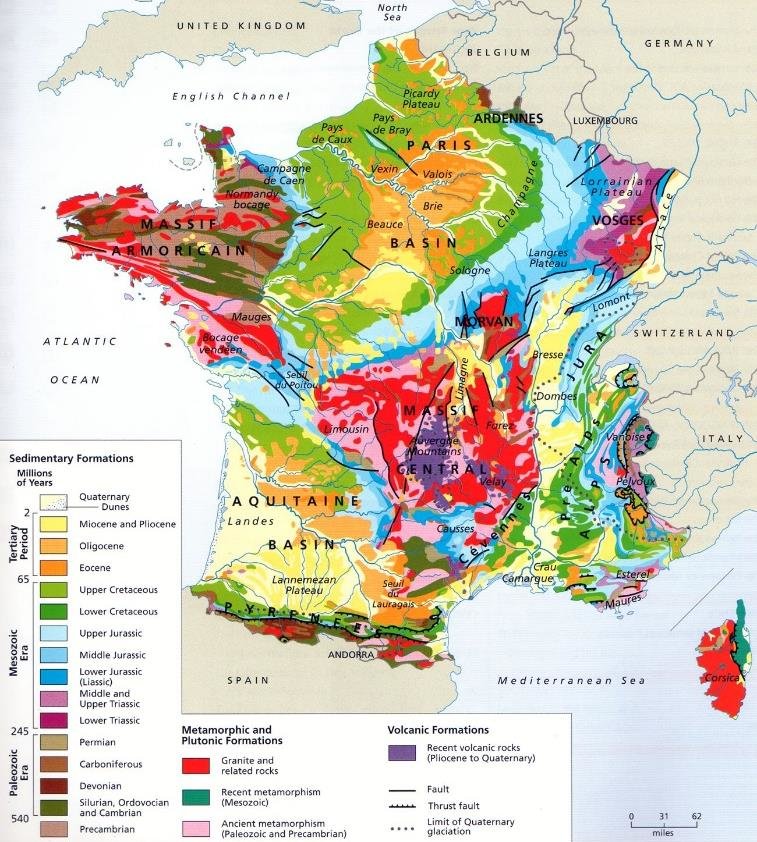 North
Sea
UNITED KINGDOM
BELGIUM
GERMANY
English Channel
Picardy
Plateau
ARDENNES
LUXEMBOURG
Pays
de Caux
Pays
de Bray
PARIS
Campagne
de Caen
Vexin
Valois
Lorrainian
Plateau
Normandy
bocage
Champagne
Brie
VOSGES
Alsace
MASSIF
ARMORICAIN
Beauce
BASIN
Langres
Plateau
Sologne
Lomont
Mauges
MORVAN
SWITZERLAND
Bocage
vendéen
ATLANTIC
OCEAN
Bresse
JURA
Seuil
du Poitou
Limagne
Dombes
MASSIF
Limousin
Forez
Auvergne
Mountains
Vanoise
ITALY
CENTRAL
Velay
Pre Alps
ALPS
Pelvoux
AQUITAINE
Landes
Causses
Cévennes
BASIN
Lannemezan
Plateau
Seuil
du
Lauragais
Crau
Camargue
Esterel
Maures
PYRENEES
ANDORRA
SPAIN
Mediterranean Sea
Corsica
Sedimentary Formations
Millions
of Years
Quaternary
Dunes
2
Tertiary
Period
Miocene and Pliocene
Oligocene
Eocene
65
Mesozoic
Era
Upper Cretaceous
Lower Cretaceous
Upper Jurassic
Middle Jurassic
Lower Jurassic
(Liassic)
Middle and
Upper Triassic
Lower Triassic
245
Paleozoic
Era
Permian
Carboniferous
Devonian
Silurian, Ordovocian
and Cambrian
540
Precambrian
Metamorphic and
Plutonic Formations
Granite and
related rocks
Recent metamorphism
(Mesozoic)
Ancient metamorphism
(Paleozoic and Precambrian)
Volcanic Formations
Recent volcanic rocks
(Pliocene to Quaternary)
Fault
Thrust fault
Limit of Quaternary
glaciation
0 31 62
miles